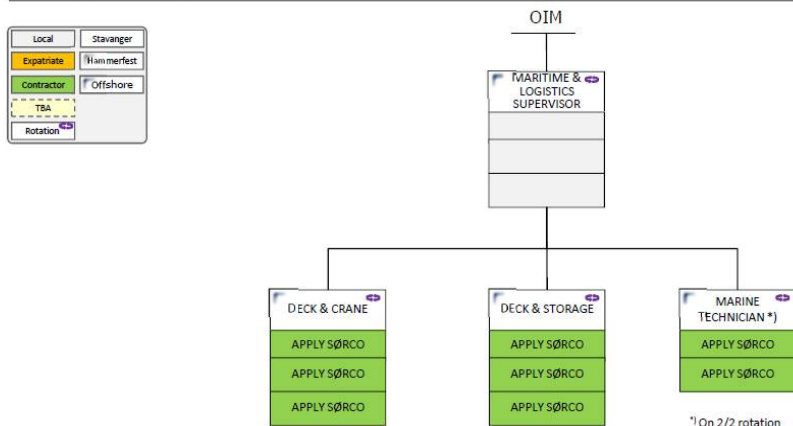 OIM
Local
Stavanger
Expatriate
Hammerfest
Contractor
Offshore
TBA
Rotation
MARITIME &
LOGISTICS
SUPERVISOR
DECK & CRANE
DECK & STORAGE
MARINE
TECHNICIAN *)
APPLY SØRCO
APPLY SØRCO
APPLY SØRCO
APPLY SØRCO
APPLY SØRCO
APPLY SØRCO
APPLY SØRCO
APPLY SØRCO
*) On 2/2 rotation